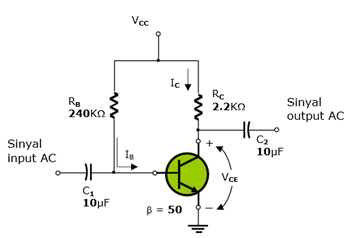 VCC
IC
RB
240KΩ
RC
2.2KΩ
Sinyal
output AC
C2
10µF
Sinyal
input AC
IB
+
VCE
C1
10µF
β = 50
−